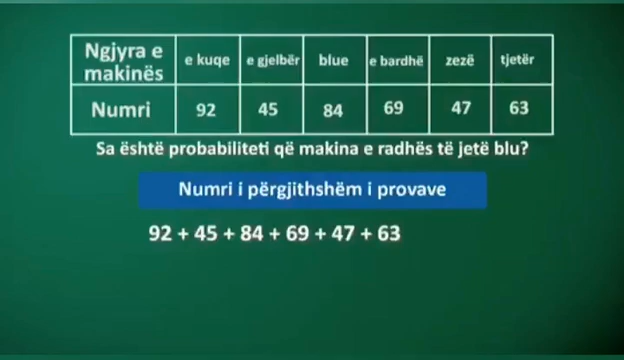 Ngjyra e makinës e kuqe e gjelbër blue e bardhë zezë tjetër
Numri 92 45 84 69 47 63
Sa është probabiliteti që makina e radhës të jetë blu?
Numri i përgjithshëm i provave
92 + 45 + 84 + 69 + 47 + 63